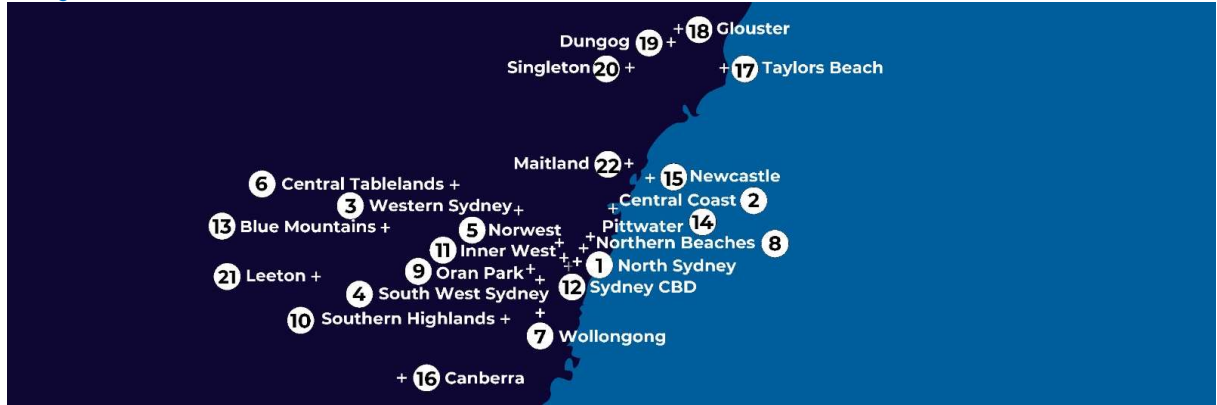 18 Glouster
Dungog 19
Singleton 20
17 Taylors Beach
Maitland 22
15 Newcastle
6 Central Tablelands
Central Coast 2
3 Western Sydney
Pittwater 14
13 Blue Mountains
5 Norwest
Northern Beaches 8
11 Inner West
1 North Sydney
9 Oran Park
21 Leeton
12 Sydney CBD
4 South West Sydney
10 Southern Highlands
7 Wollongong
16 Canberra